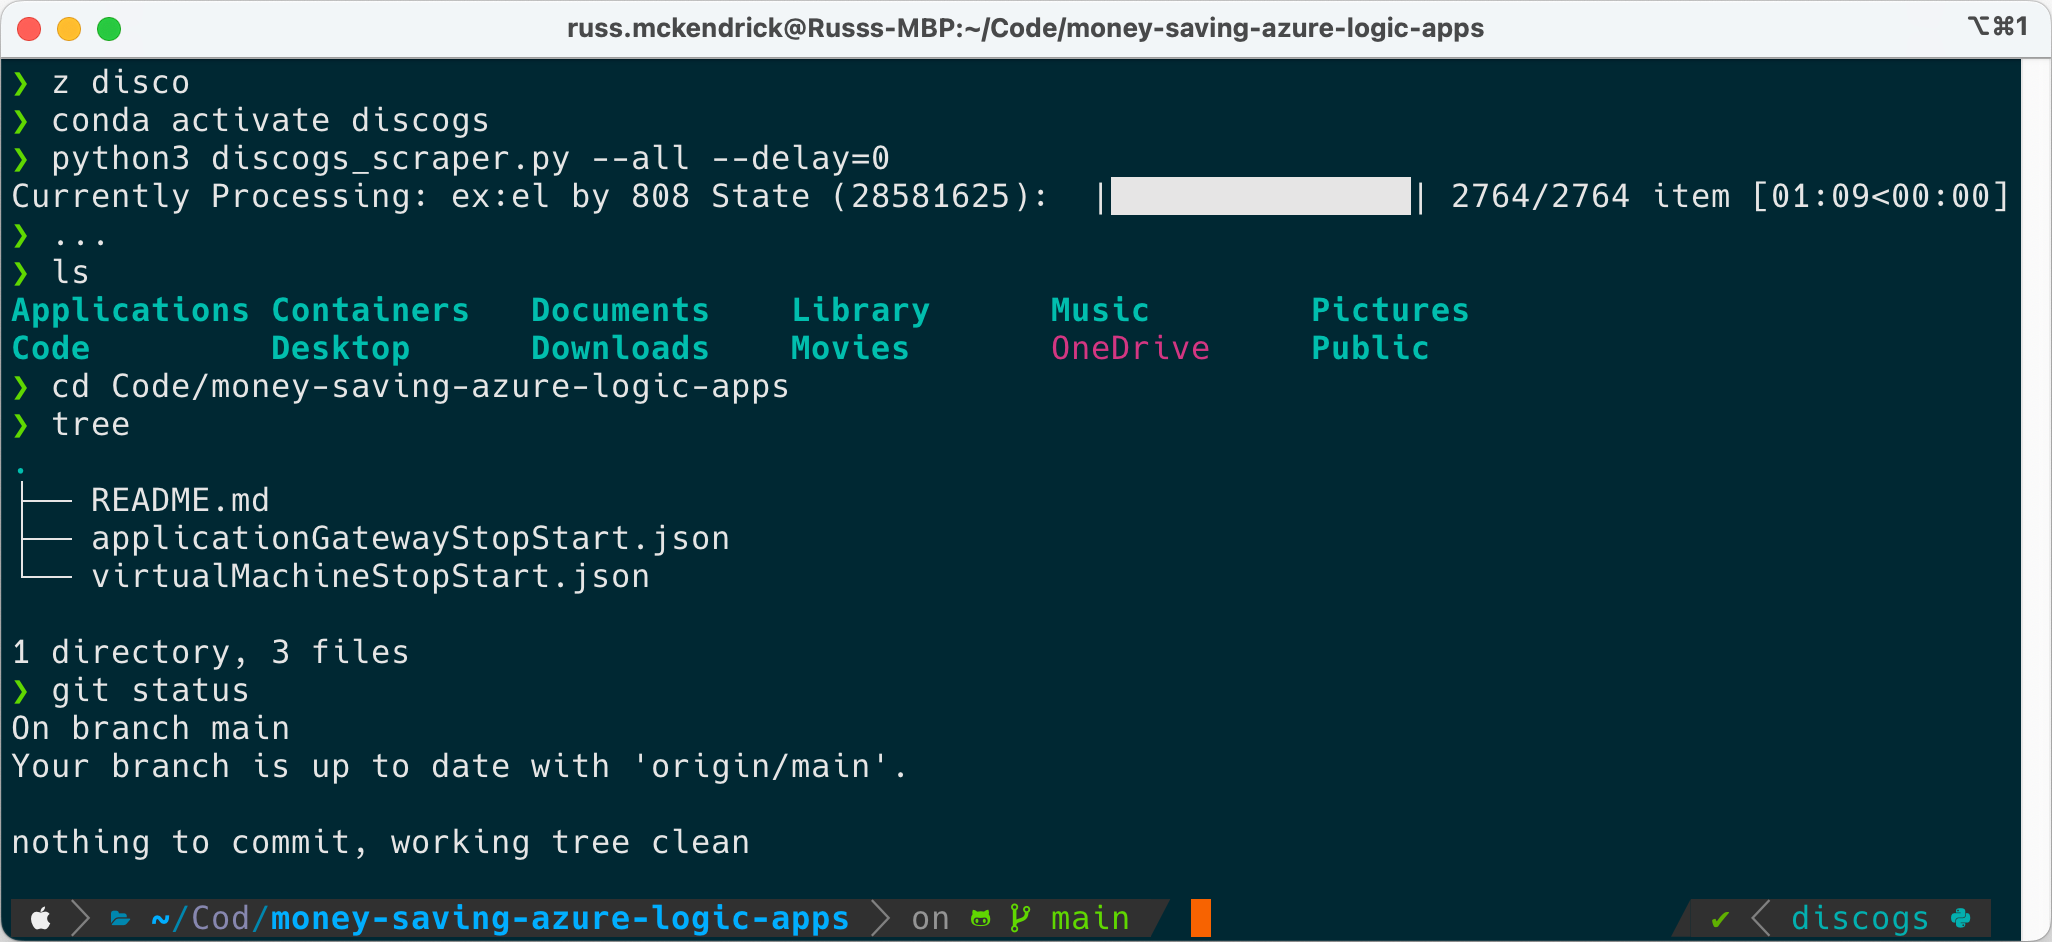 russ.mckendrick@Russs-MBP:~/Code/money-saving-azure-logic-apps ⌥⌘1
❯ z disco
❯ conda activate discogs
❯ python3 discogs_scraper.py --all --delay=0
Currently Processing: ex:el by 808 State (28581625):  |███████████████| 2764/2764 item [01:09<00:00]
❯ ...
❯ ls
Applications Containers   Documents    Library      Music        Pictures
Code         Desktop      Downloads    Movies       OneDrive     Public
❯ cd Code/money-saving-azure-logic-apps
❯ tree
.
├── README.md
├── applicationGatewayStopStart.json
└── virtualMachineStopStart.json
1 directory, 3 files
❯ git status
On branch main
Your branch is up to date with 'origin/main'.
nothing to commit, working tree clean
~/Cod/money-saving-azure-logic-apps on main ✔ discogs